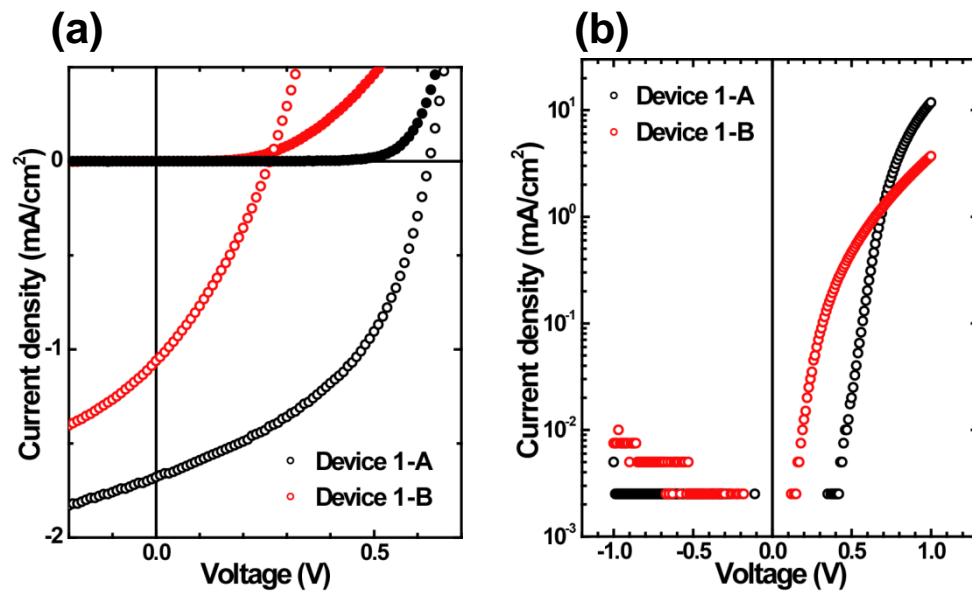 (a)
Current density (mA/cm²)
0
-1
-2
0.0
0.5
Voltage (V)
Device 1-A
Device 1-B
(b)
Current density (mA/cm²)
10¹
10⁰
10⁻¹
10⁻²
10⁻³
-1.0
-0.5
0.0
0.5
1.0
Voltage (V)
Device 1-A
Device 1-B